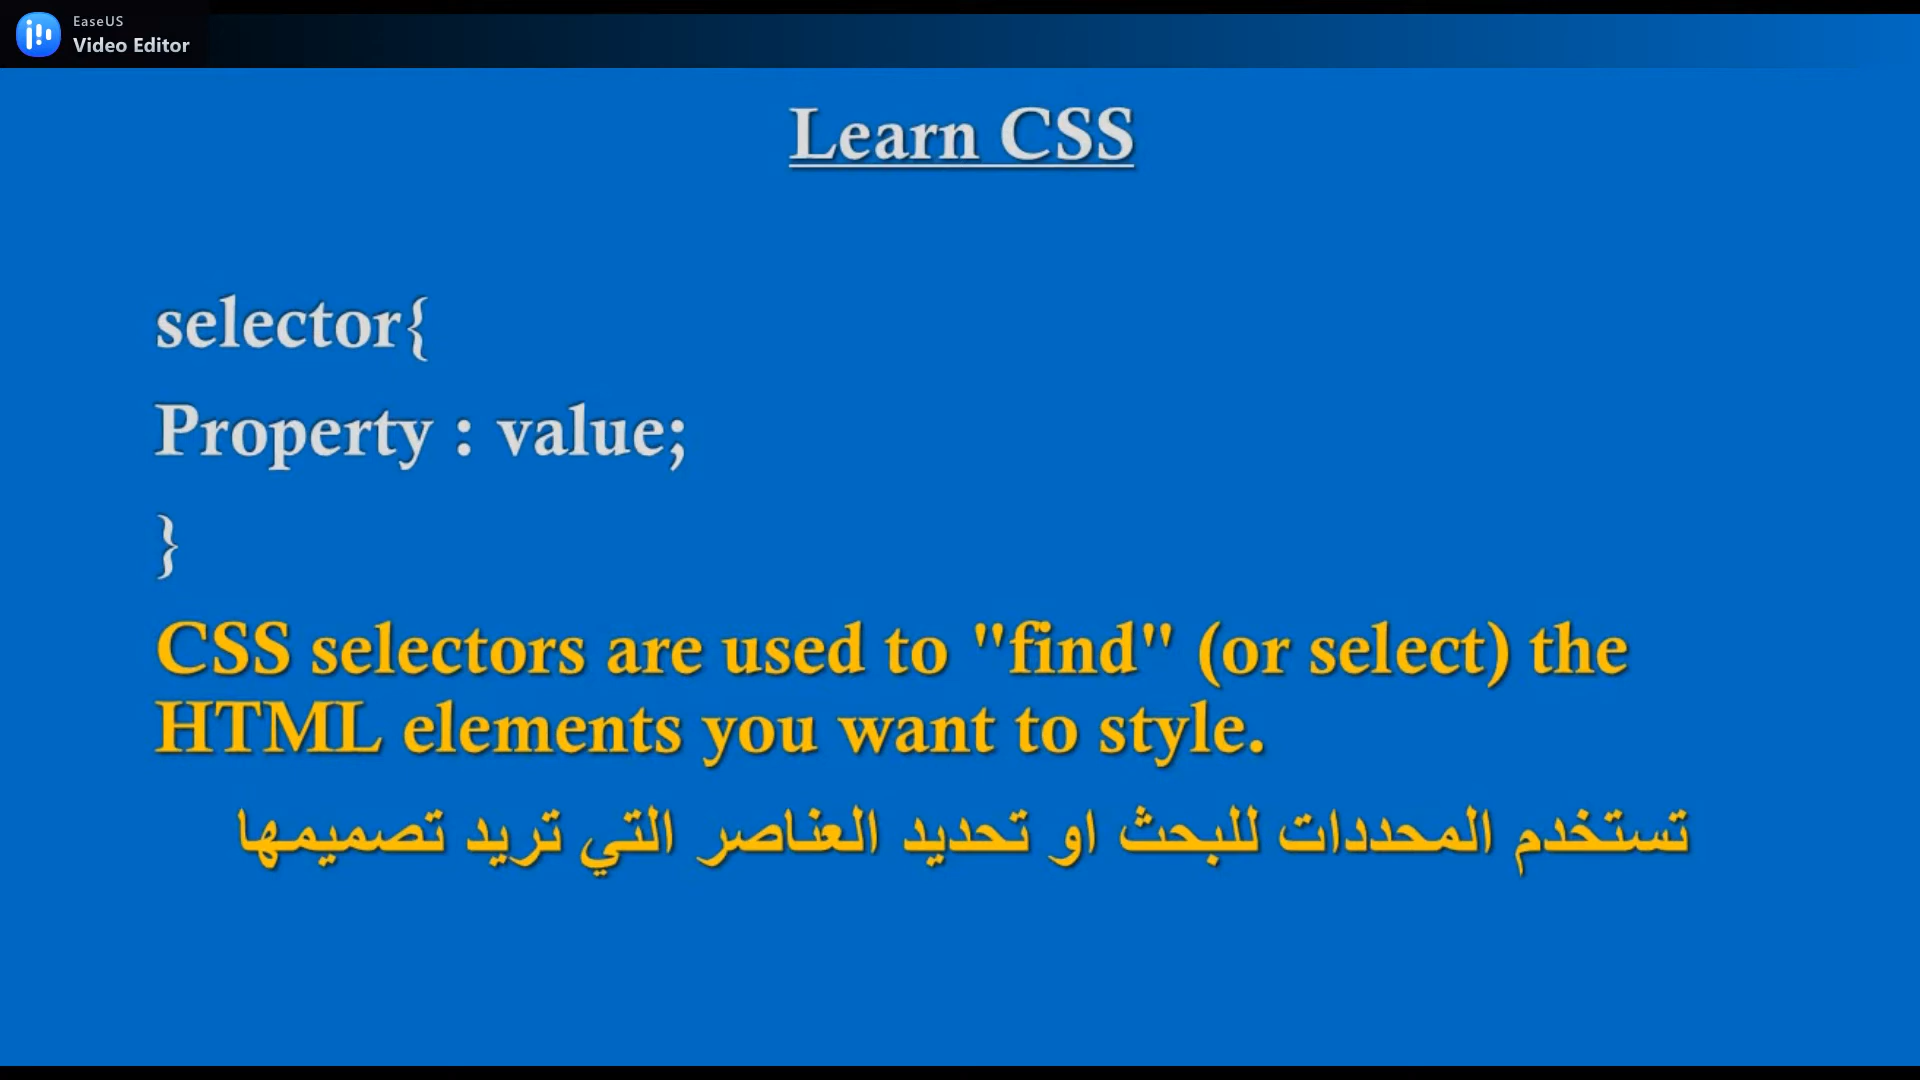 EaseUS
Video Editor
Learn CSS
selector{
Property : value;
}
CSS selectors are used to "find" (or select) the
HTML elements you want to style.
تستخدم المحددات للبحث او تحديد العناصر التي تريد تصميمها